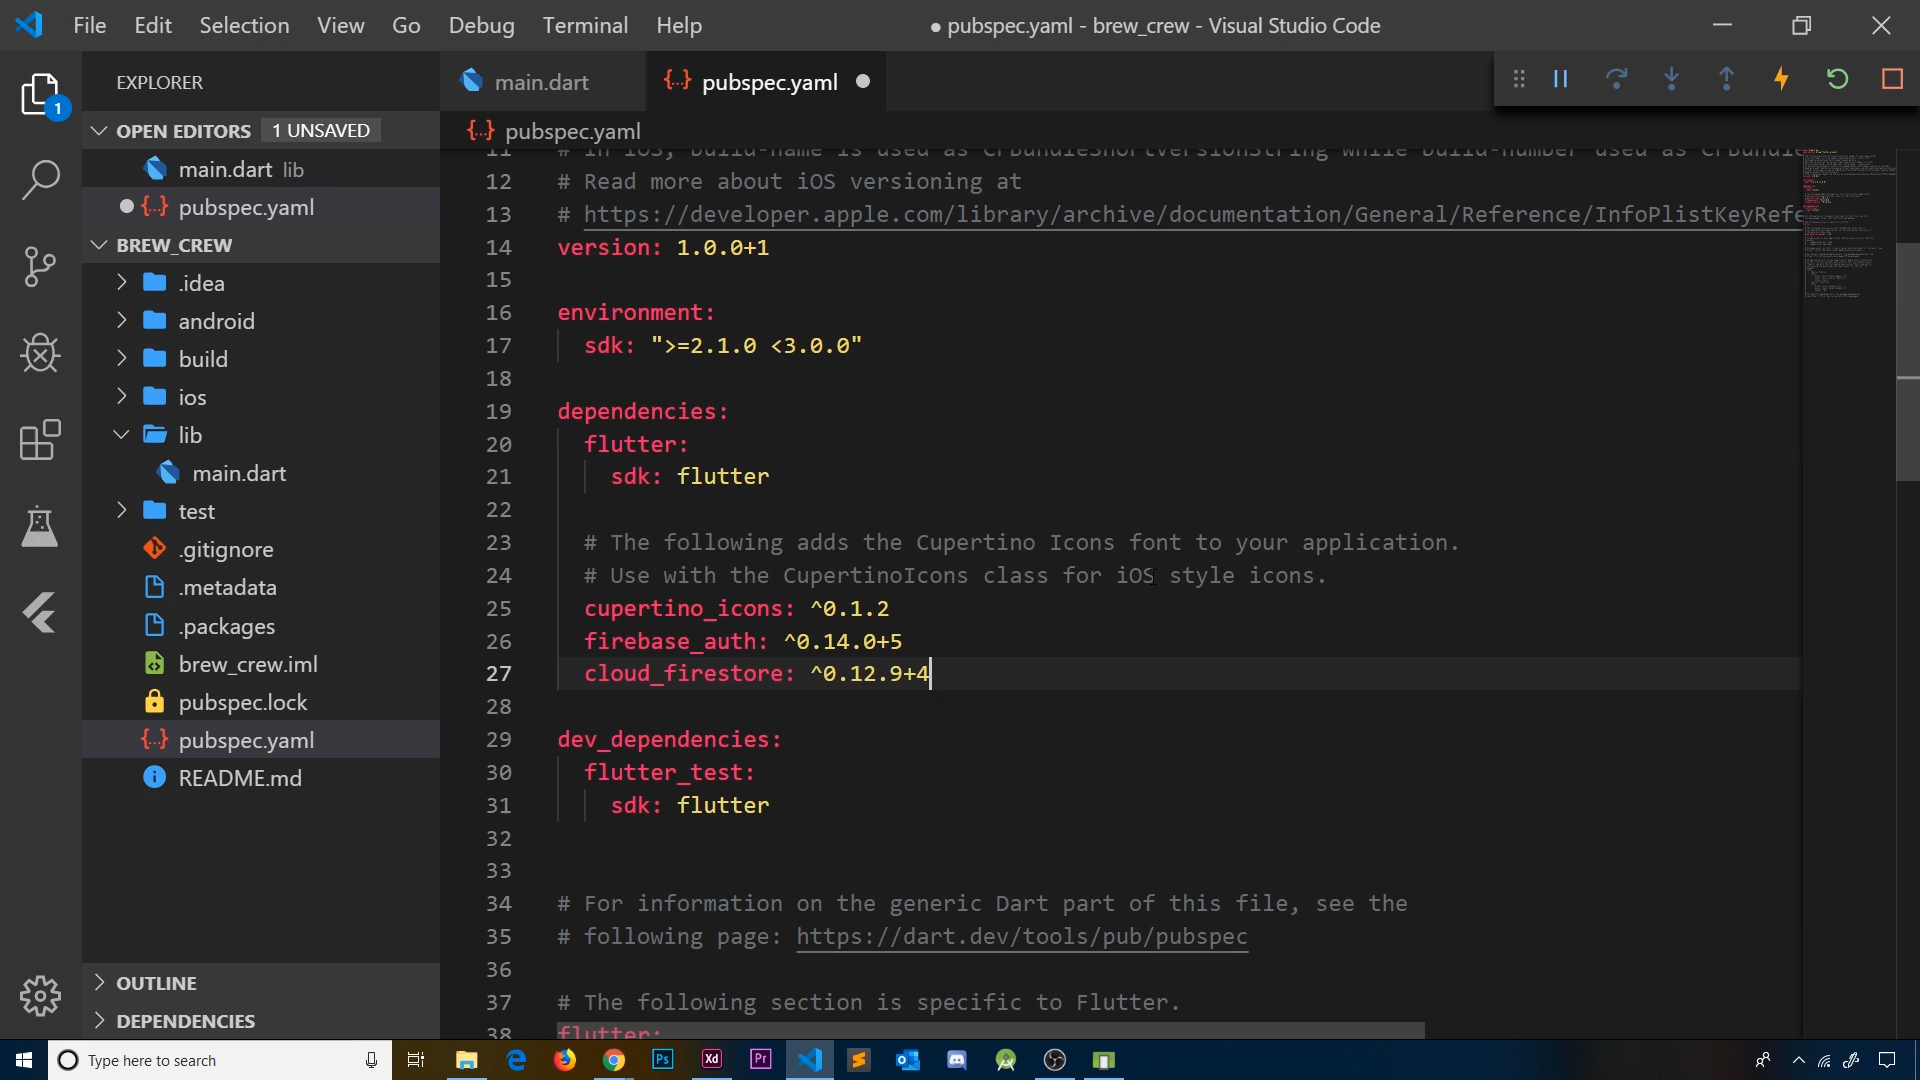 File Edit Selection View Go Debug Terminal Help
● pubspec.yaml - brew_crew - Visual Studio Code
EXPLORER
main.dart
{..} pubspec.yaml
1
OPEN EDITORS 1 UNSAVED
main.dart lib
{..} pubspec.yaml
BREW_CREW
.idea
android
build
ios
lib
main.dart
test
.gitignore
.metadata
.packages
brew_crew.iml
pubspec.lock
{..} pubspec.yaml
README.md
OUTLINE
DEPENDENCIES
{..} pubspec.yaml
11 # In iOS, build-name is used as CFBundleShortVersionString while build-number used as CFBundle
12 # Read more about iOS versioning at
13 # https://developer.apple.com/library/archive/documentation/General/Reference/InfoPlistKeyRefe
14 version: 1.0.0+1
15
16 environment:
17 sdk: ">=2.1.0 <3.0.0"
18
19 dependencies:
20 flutter:
21 sdk: flutter
22
23 # The following adds the Cupertino Icons font to your application.
24 # Use with the CupertinoIcons class for iOS style icons.
25 cupertino_icons: ^0.1.2
26 firebase_auth: ^0.14.0+5
27 cloud_firestore: ^0.12.9+4
28
29 dev_dependencies:
30 flutter_test:
31 sdk: flutter
32
33
34 # For information on the generic Dart part of this file, see the
35 # following page: https://dart.dev/tools/pub/pubspec
36
37 # The following section is specific to Flutter.
38 flutter:
Type here to search
Ps
Xd
Pr